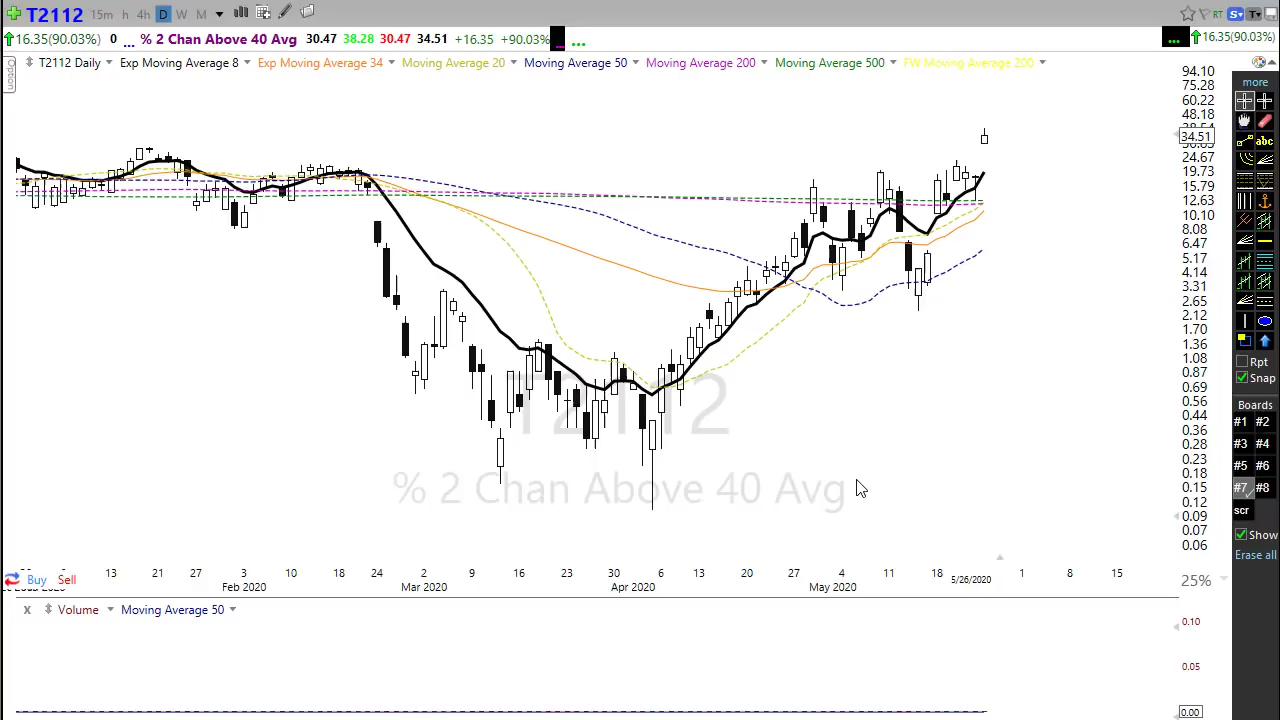 T2112 15m h 4h D W M RT S T
16.35(90.03%) 0 ... % 2 Chan Above 40 Avg 30.47 38.28 30.47 34.51 +16.35 +90.03% ... ... 16.35(90.03%)
Option T2112 Daily Exp Moving Average 8 Exp Moving Average 34 Moving Average 20 Moving Average 50 Moving Average 200 Moving Average 500 FW Moving Average 200
94.10
75.28
60.22
48.18
34.51
24.67
19.73
15.79
12.63
10.10
8.08
6.47
5.17
4.14
3.31
2.65
2.12
1.70
1.36
1.08
0.87
0.69
0.56
0.44
0.36
0.28
0.23
0.18
0.15
0.12
0.09
0.07
0.06
more
abc
Rpt
Snap
Boards
#1 #2
#3 #4
#5 #6
#7 #8
scr
Show
Erase all
T2112
% 2 Chan Above 40 Avg
13 21 27 3 10 18 24 2 9 16 23 30 6 13 20 27 4 11 18 5/26/2020 1 8 15
Buy Sell 25%
Feb 2020 Mar 2020 Apr 2020 May 2020
x Volume Moving Average 50
0.10
0.05
0.00